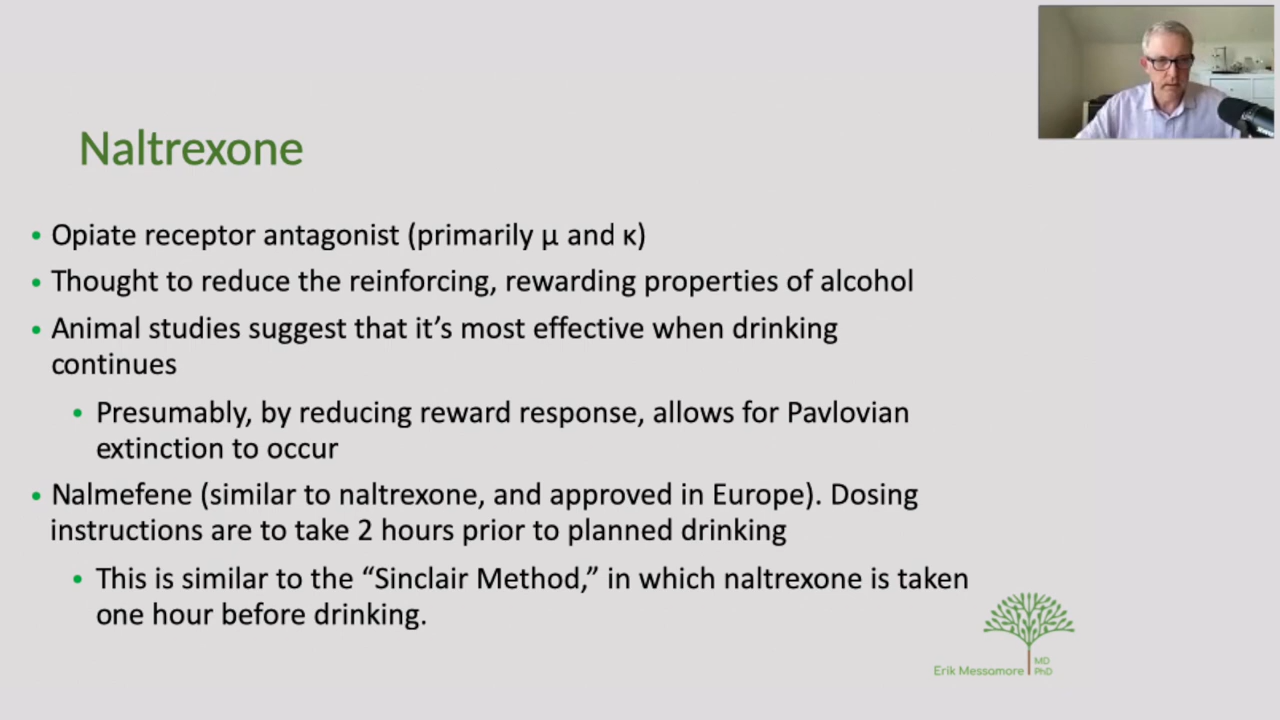 Naltrexone
• Opiate receptor antagonist (primarily μ and κ)
• Thought to reduce the reinforcing, rewarding properties of alcohol
• Animal studies suggest that it’s most effective when drinking
continues
• Presumably, by reducing reward response, allows for Pavlovian
extinction to occur
• Nalmefene (similar to naltrexone, and approved in Europe). Dosing
instructions are to take 2 hours prior to planned drinking
• This is similar to the “Sinclair Method,” in which naltrexone is taken
one hour before drinking.
Erik Messamore MD
PhD